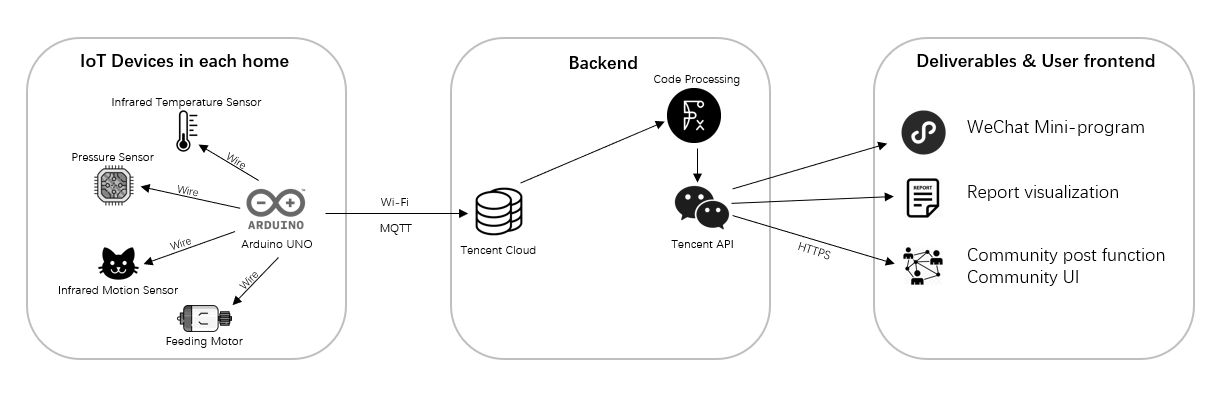 IoT Devices in each home
Infrared Temperature Sensor
Wire
Pressure Sensor
Wire
ARDUINO
Arduino UNO
Wire
Infrared Motion Sensor
Wire
Feeding Motor
Wi-Fi
MQTT
Backend
Code Processing
Tencent Cloud
Tencent API
HTTPS
Deliverables & User frontend
WeChat Mini-program
REPORT
Report visualization
Community post function
Community UI